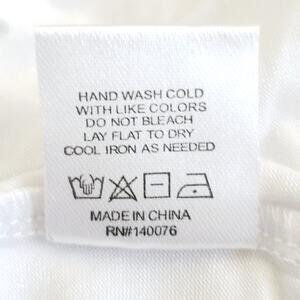 HAND WASH COLD
WITH LIKE COLORS
DO NOT BLEACH
LAY FLAT TO DRY
COOL IRON AS NEEDED
MADE IN CHINA
RN#140076